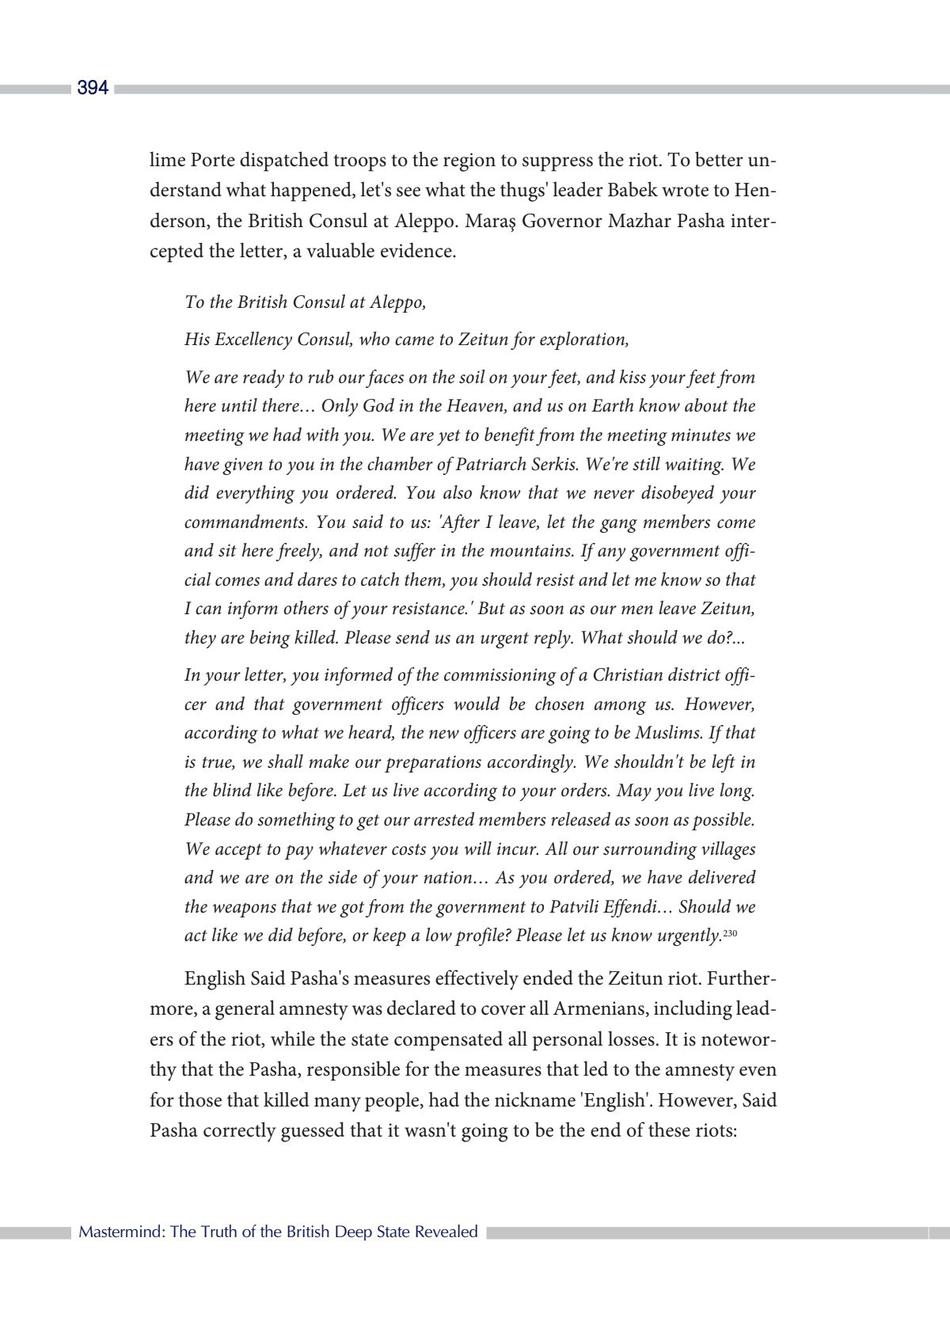 394
lime Porte dispatched troops to the region to suppress the riot. To better un-
derstand what happened, let's see what the thugs' leader Babek wrote to Hen-
derson, the British Consul at Aleppo. Maraş Governor Mazhar Pasha inter-
cepted the letter, a valuable evidence.
To the British Consul at Aleppo,
His Excellency Consul, who came to Zeitun for exploration,
We are ready to rub our faces on the soil on your feet, and kiss your feet from
here until there… Only God in the Heaven, and us on Earth know about the
meeting we had with you. We are yet to benefit from the meeting minutes we
have given to you in the chamber of Patriarch Serkis. We're still waiting. We
did everything you ordered. You also know that we never disobeyed your
commandments. You said to us: 'After I leave, let the gang members come
and sit here freely, and not suffer in the mountains. If any government offi-
cial comes and dares to catch them, you should resist and let me know so that
I can inform others of your resistance.' But as soon as our men leave Zeitun,
they are being killed. Please send us an urgent reply. What should we do?...
In your letter, you informed of the commissioning of a Christian district offi-
cer and that government officers would be chosen among us. However,
according to what we heard, the new officers are going to be Muslims. If that
is true, we shall make our preparations accordingly. We shouldn't be left in
the blind like before. Let us live according to your orders. May you live long.
Please do something to get our arrested members released as soon as possible.
We accept to pay whatever costs you will incur. All our surrounding villages
and we are on the side of your nation… As you ordered, we have delivered
the weapons that we got from the government to Patvili Effendi… Should we
act like we did before, or keep a low profile? Please let us know urgently.230
English Said Pasha's measures effectively ended the Zeitun riot. Further-
more, a general amnesty was declared to cover all Armenians, including lead-
ers of the riot, while the state compensated all personal losses. It is notewor-
thy that the Pasha, responsible for the measures that led to the amnesty even
for those that killed many people, had the nickname 'English'. However, Said
Pasha correctly guessed that it wasn't going to be the end of these riots:
Mastermind: The Truth of the British Deep State Revealed